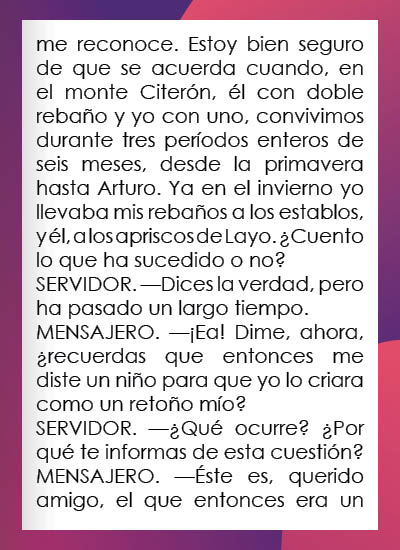 me reconoce. Estoy bien seguro
de que se acuerda cuando, en
el monte Citerón, él con doble
rebaño y yo con uno, convivimos
durante tres períodos enteros de
seis meses, desde la primavera
hasta Arturo. Ya en el invierno yo
llevaba mis rebaños a los establos,
y él, a los apriscos de Layo. ¿Cuento
lo que ha sucedido o no?
SERVIDOR. —Dices la verdad, pero
ha pasado un largo tiempo.
MENSAJERO. —¡Ea! Dime, ahora,
¿recuerdas que entonces me
diste un niño para que yo lo criara
como un retoño mío?
SERVIDOR. —¿Qué ocurre? ¿Por
qué te informas de esta cuestión?
MENSAJERO. —Éste es, querido
amigo, el que entonces era un